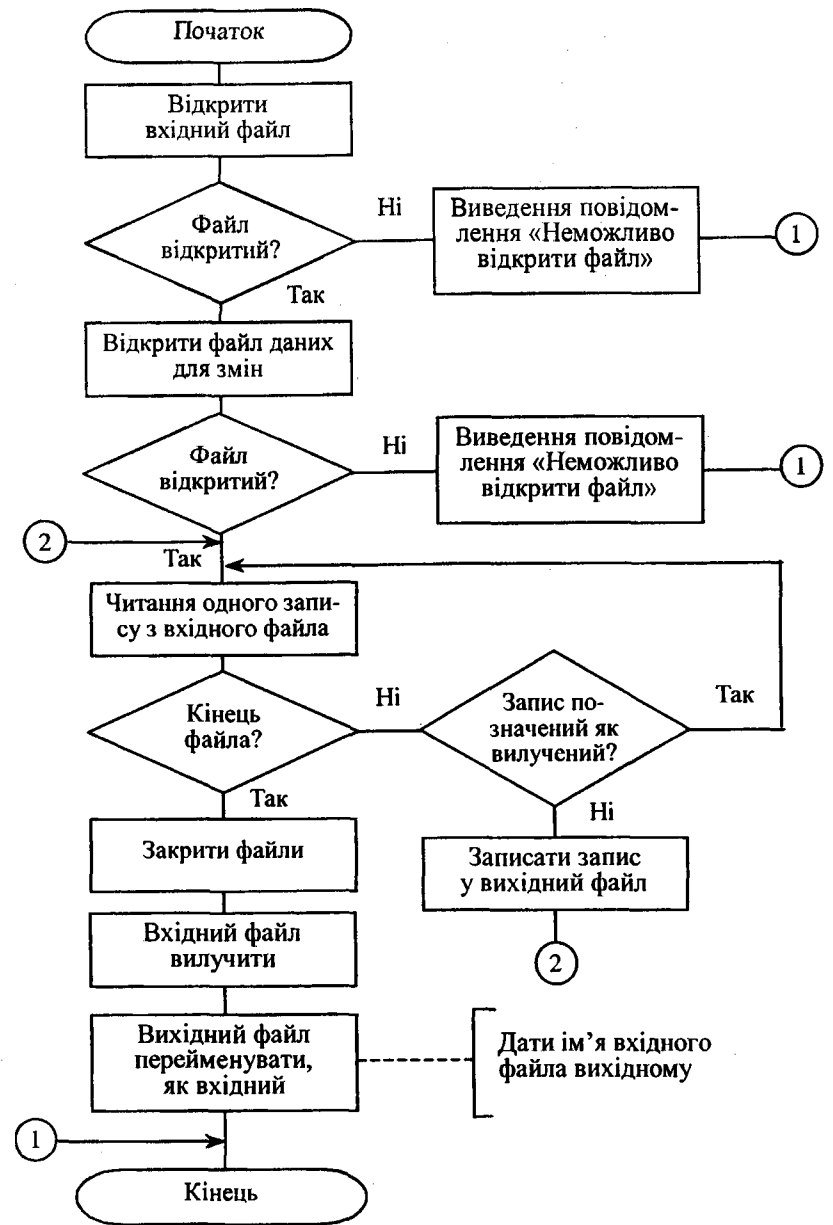 Початок
Відкрити
вхідний файл
Файл
відкритий?
Ні
Виведення повідом-
лення «Неможливо
відкрити файл»
1
Так
Відкрити файл даних
для змін
Файл
відкритий?
Ні
Виведення повідом-
лення «Неможливо
відкрити файл»
1
2
Так
Читання одного запи-
су з вхідного файла
Кінець
файла?
Ні
Запис по-
значений як
вилучений?
Так
Так
Ні
Закрити файли
Записати запис
у вихідний файл
Вхідний файл
вилучити
2
Вихідний файл
перейменувати,
як вхідний
Дати ім’я вхідного
файла вихідному
1
Кінець